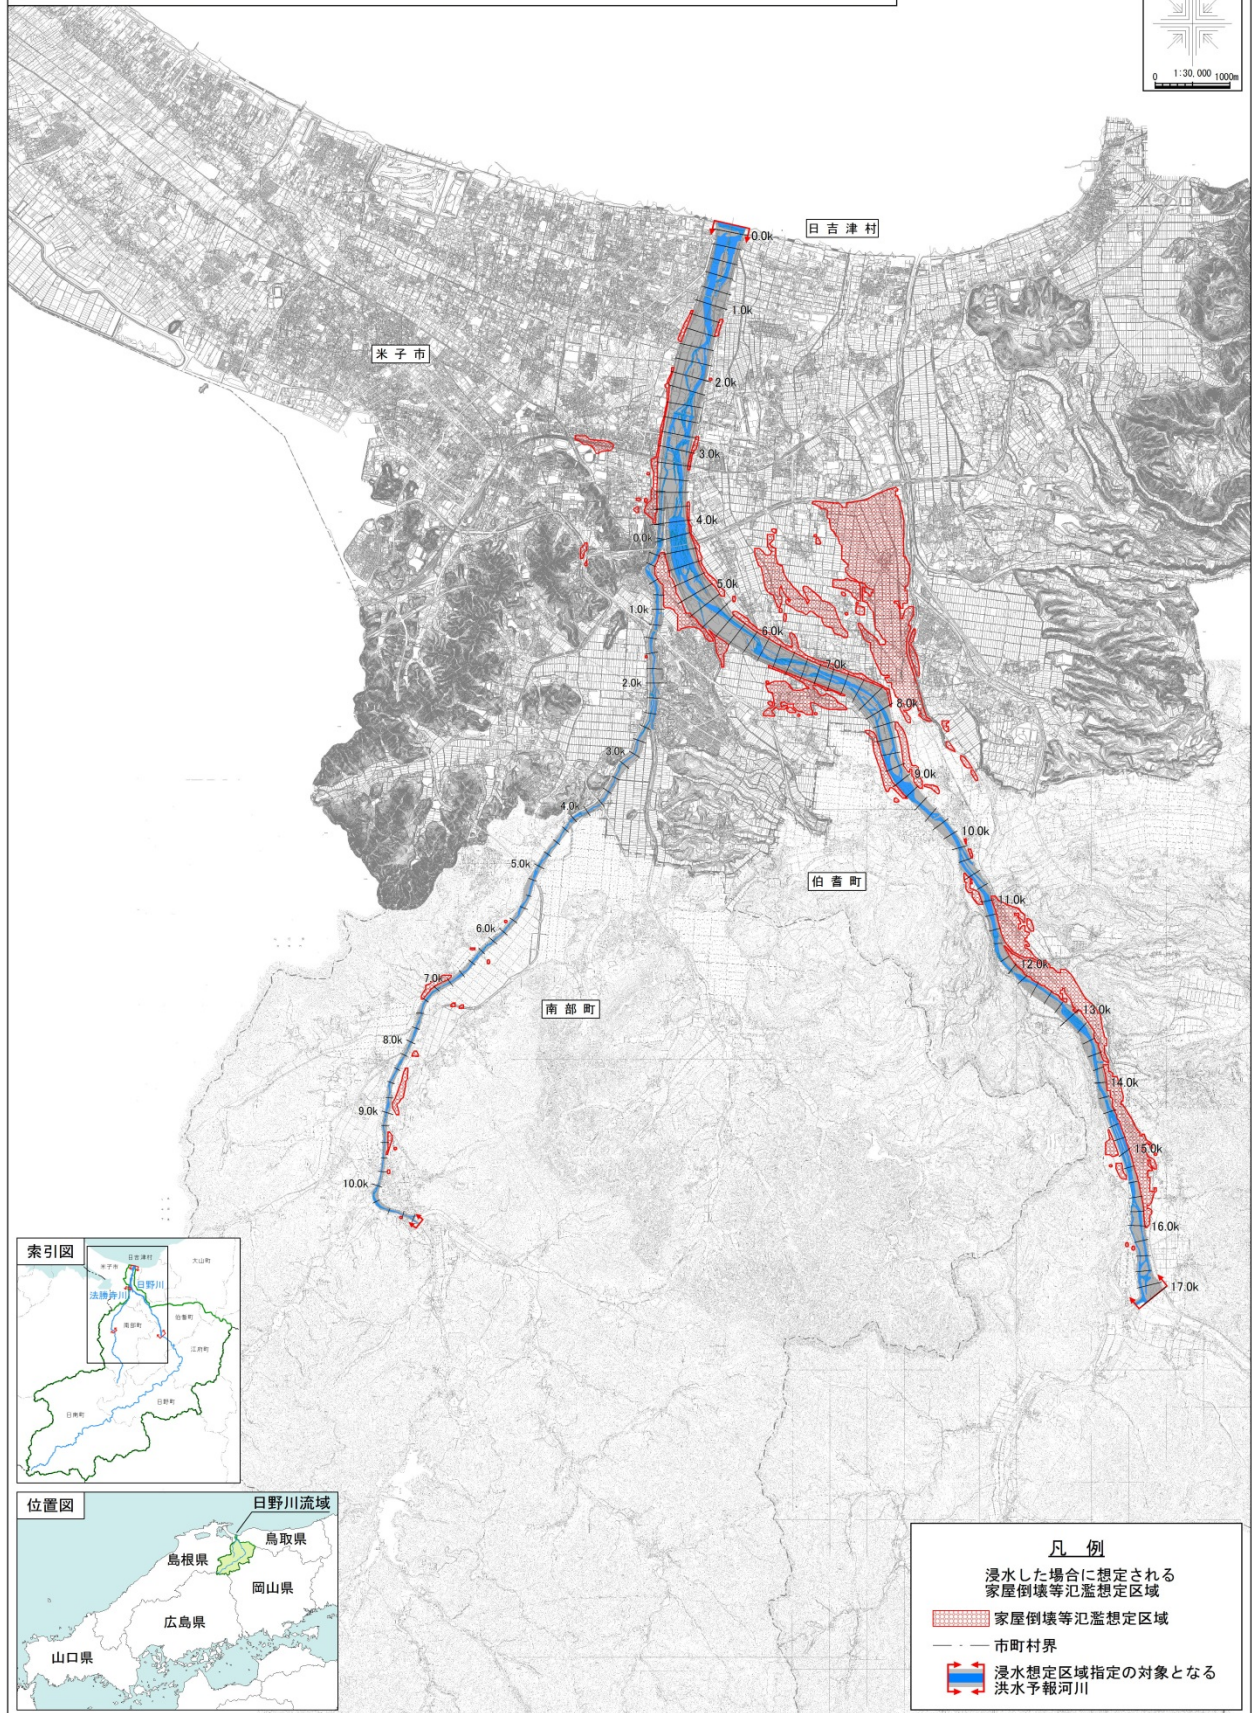 0 1:30,000 1000m
日吉津村
0.0k
1.0k
米子市
2.0k
3.0k
4.0k
0.0k
5.0k
1.0k
6.0k
7.0k
2.0k
8.0k
3.0k
9.0k
4.0k
10.0k
5.0k
伯耆町
11.0k
6.0k
12.0k
7.0k
南部町
13.0k
8.0k
14.0k
9.0k
15.0k
10.0k
16.0k
17.0k
索引図
日吉津村
米子市
大山町
日野川
法勝寺川
南部町
伯耆町
江府町
日野町
日南町
位置図
日野川流域
鳥取県
島根県
岡山県
広島県
山口県
凡 例
浸水した場合に想定される
家屋倒壊等氾濫想定区域
家屋倒壊等氾濫想定区域
市町村界
浸水想定区域指定の対象となる
洪水予報河川